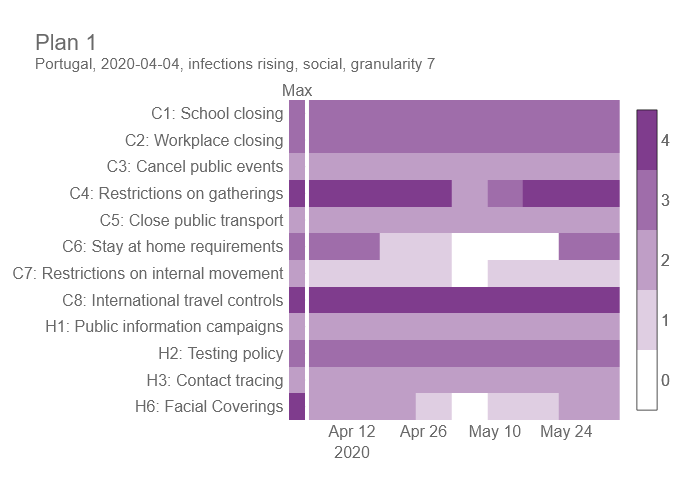 Plan 1
Portugal, 2020-04-04, infections rising, social, granularity 7
Max
C1: School closing
C2: Workplace closing
C3: Cancel public events
C4: Restrictions on gatherings
C5: Close public transport
C6: Stay at home requirements
C7: Restrictions on internal movement
C8: International travel controls
H1: Public information campaigns
H2: Testing policy
H3: Contact tracing
H6: Facial Coverings
Apr 12 Apr 26 May 10 May 24
2020
4
3
2
1
0